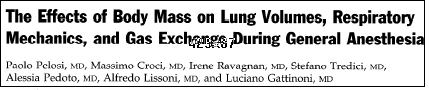 The Effects of Body Mass on Lung Volumes, Respiratory
Mechanics, and Gas Exchange During General Anesthesia
Paolo Pelosi, MD, Massimo Croci, MD, Irene Ravagnan, MD, Stefano Tredici, MD,
Alessia Pedoto, MD, Alfredo Lissoni, MD, and Luciano Gattinoni, MD